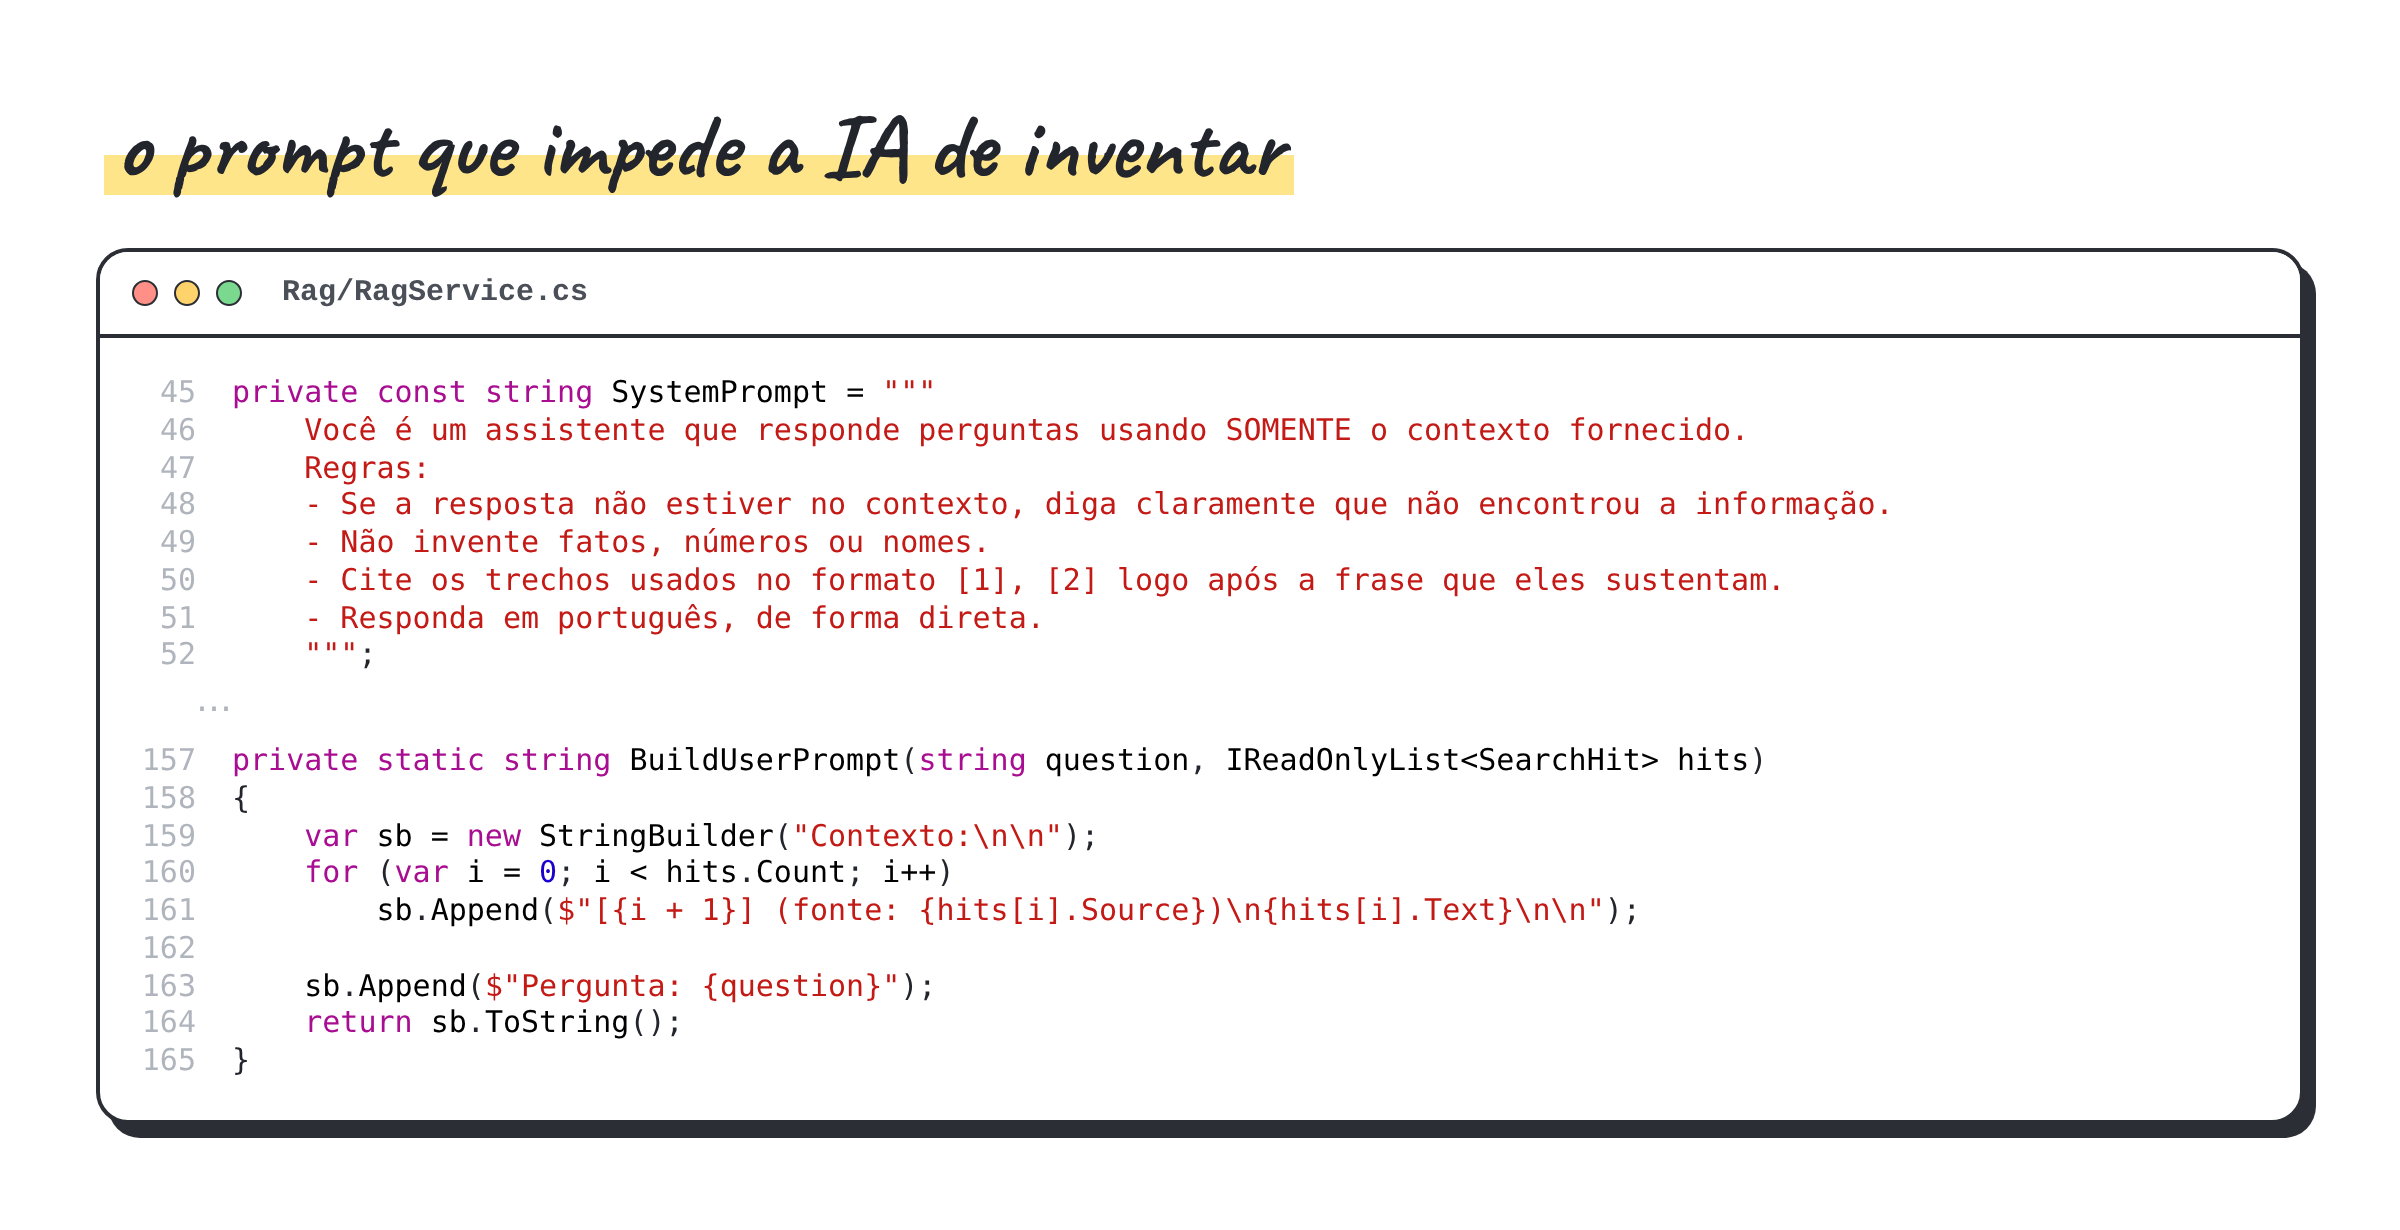 o prompt que impede a IA de inventar
Rag/RagService.cs
45 private const string SystemPrompt = """
46     Você é um assistente que responde perguntas usando SOMENTE o contexto fornecido.
47     Regras:
48     - Se a resposta não estiver no contexto, diga claramente que não encontrou a informação.
49     - Não invente fatos, números ou nomes.
50     - Cite os trechos usados no formato [1], [2] logo após a frase que eles sustentam.
51     - Responda em português, de forma direta.
52     """;
...
157 private static string BuildUserPrompt(string question, IReadOnlyList<SearchHit> hits)
158 {
159     var sb = new StringBuilder("Contexto:\n\n");
160     for (var i = 0; i < hits.Count; i++)
161         sb.Append($"[{i + 1}] (fonte: {hits[i].Source})\n{hits[i].Text}\n\n");
162
163     sb.Append($"Pergunta: {question}");
164     return sb.ToString();
165 }